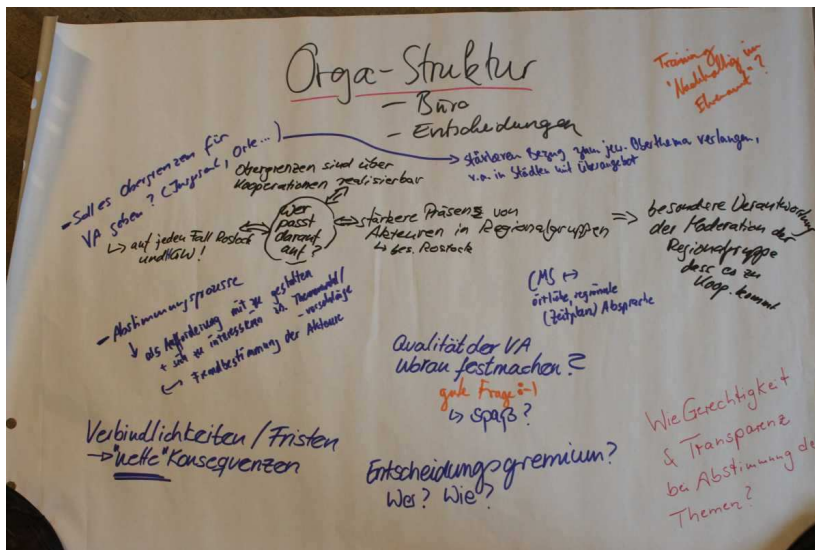 Orga-Struktur
- Büro
- Entscheidungen
Training
"Nachhaltig im
Ehrenamt"?
- Soll es Obergrenzen für
VA geben? (Insgesamt, Orte...)
↳ auf jeden Fall Rostock
und HGW!
→ stärkeren Bezug zum jew. Oberthema verlangen,
v.a. in Städten mit Überangebot
Obergrenzen sind über
Kooperationen realisierbar
Wer
passt
darauf
auf?
⇔ stärkere Präsenz von
Akteuren in Regionalgruppen
↳ bes. Rostock
⇒ besondere Verantwortung
der Moderation der
Regionalgruppe
dass es zu
Koop. kommt
- Abstimmungsprozesse
↓ als Aufforderung mit zu gestalten
+ sich zu interessieren
↳ Fremdbestimmung der Akteure
CMS ↔
örtliche, regionale
(Zeitplan) Absprache
Qualität der VA
Woran festmachen?
gute Frage :-)
↳ Spaß?
Verbindlichkeiten / Fristen
→ "nette" Konsequenzen
Entscheidungsgremium?
Wer? Wie?
Wie Gerechtigkeit
& Transparenz
bei Abstimmung de
Themen?